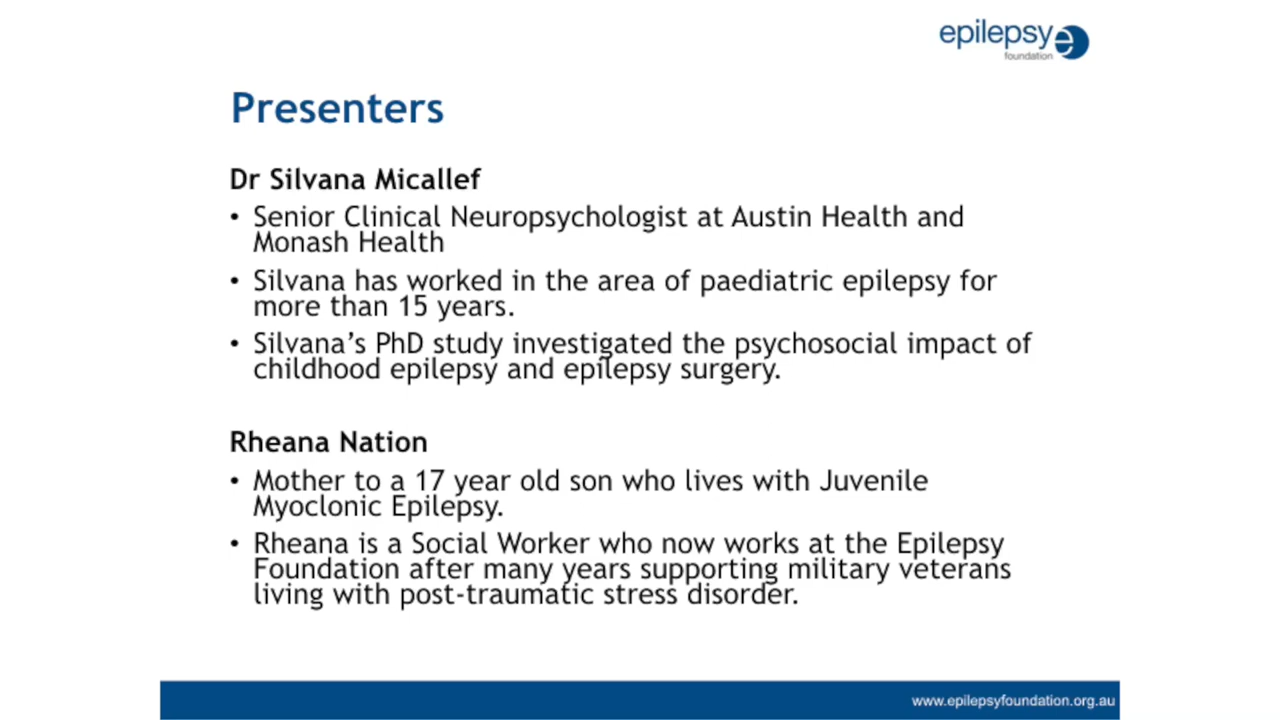 epilepsy e
foundation
Presenters
Dr Silvana Micallef
• Senior Clinical Neuropsychologist at Austin Health and
Monash Health
• Silvana has worked in the area of paediatric epilepsy for
more than 15 years.
• Silvana’s PhD study investigated the psychosocial impact of
childhood epilepsy and epilepsy surgery.
Rheana Nation
• Mother to a 17 year old son who lives with Juvenile
Myoclonic Epilepsy.
• Rheana is a Social Worker who now works at the Epilepsy
Foundation after many years supporting military veterans
living with post-traumatic stress disorder.
www.epilepsyfoundation.org.au